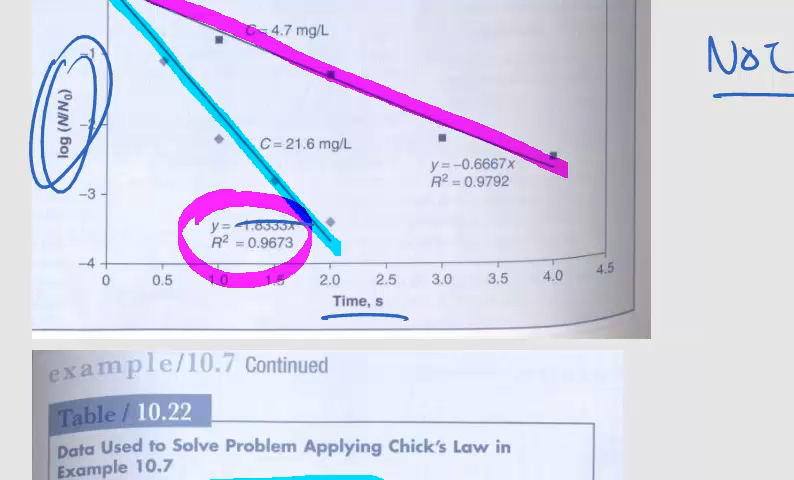 C = 4.7 mg/L
NOT
-1
log (N/N0)
-2
C = 21.6 mg/L
y = -0.6667x
R² = 0.9792
-3
y = -1.8333x
R² = 0.9673
-4
0 0.5 1.0 1.5 2.0 2.5 3.0 3.5 4.0 4.5
Time, s
example/10.7 Continued
Table / 10.22
Data Used to Solve Problem Applying Chick's Law in
Example 10.7